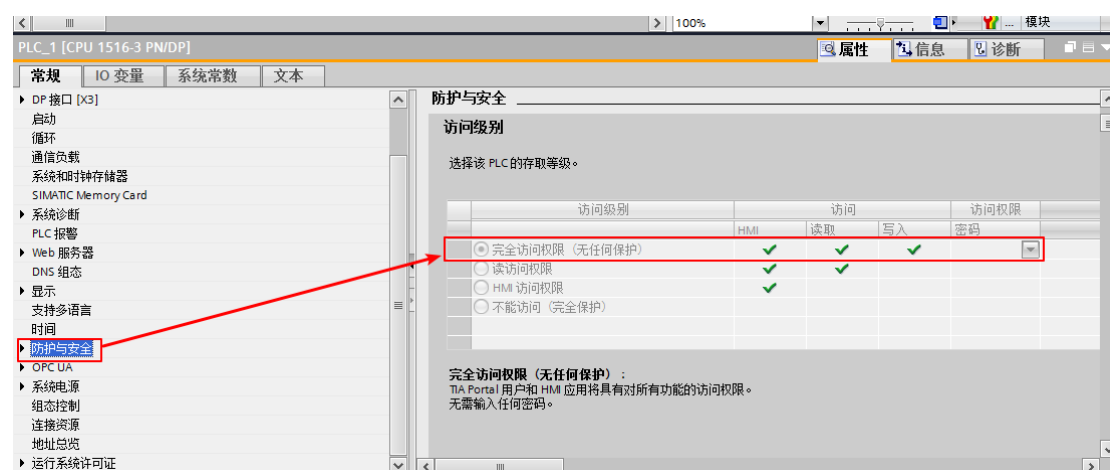 100%
... 模块
PLC_1 [CPU 1516-3 PN/DP]
属性
信息
诊断
常规
IO 变量
系统常数
文本
DP 接口 [X3]
启动
循环
通信负载
系统和时钟存储器
SIMATIC Memory Card
系统诊断
PLC 报警
Web 服务器
DNS 组态
显示
支持多语言
时间
防护与安全
OPC UA
系统电源
组态控制
连接资源
地址总览
运行系统许可证
防护与安全
访问级别
选择该 PLC 的存取等级。
访问级别 访问 访问权限
HMI 读取 写入 密码
完全访问权限（无任何保护）
读访问权限
HMI 访问权限
不能访问（完全保护）
完全访问权限（无任何保护）：
TIA Portal 用户和 HMI 应用将具有对所有功能的访问权限。
无需输入任何密码。